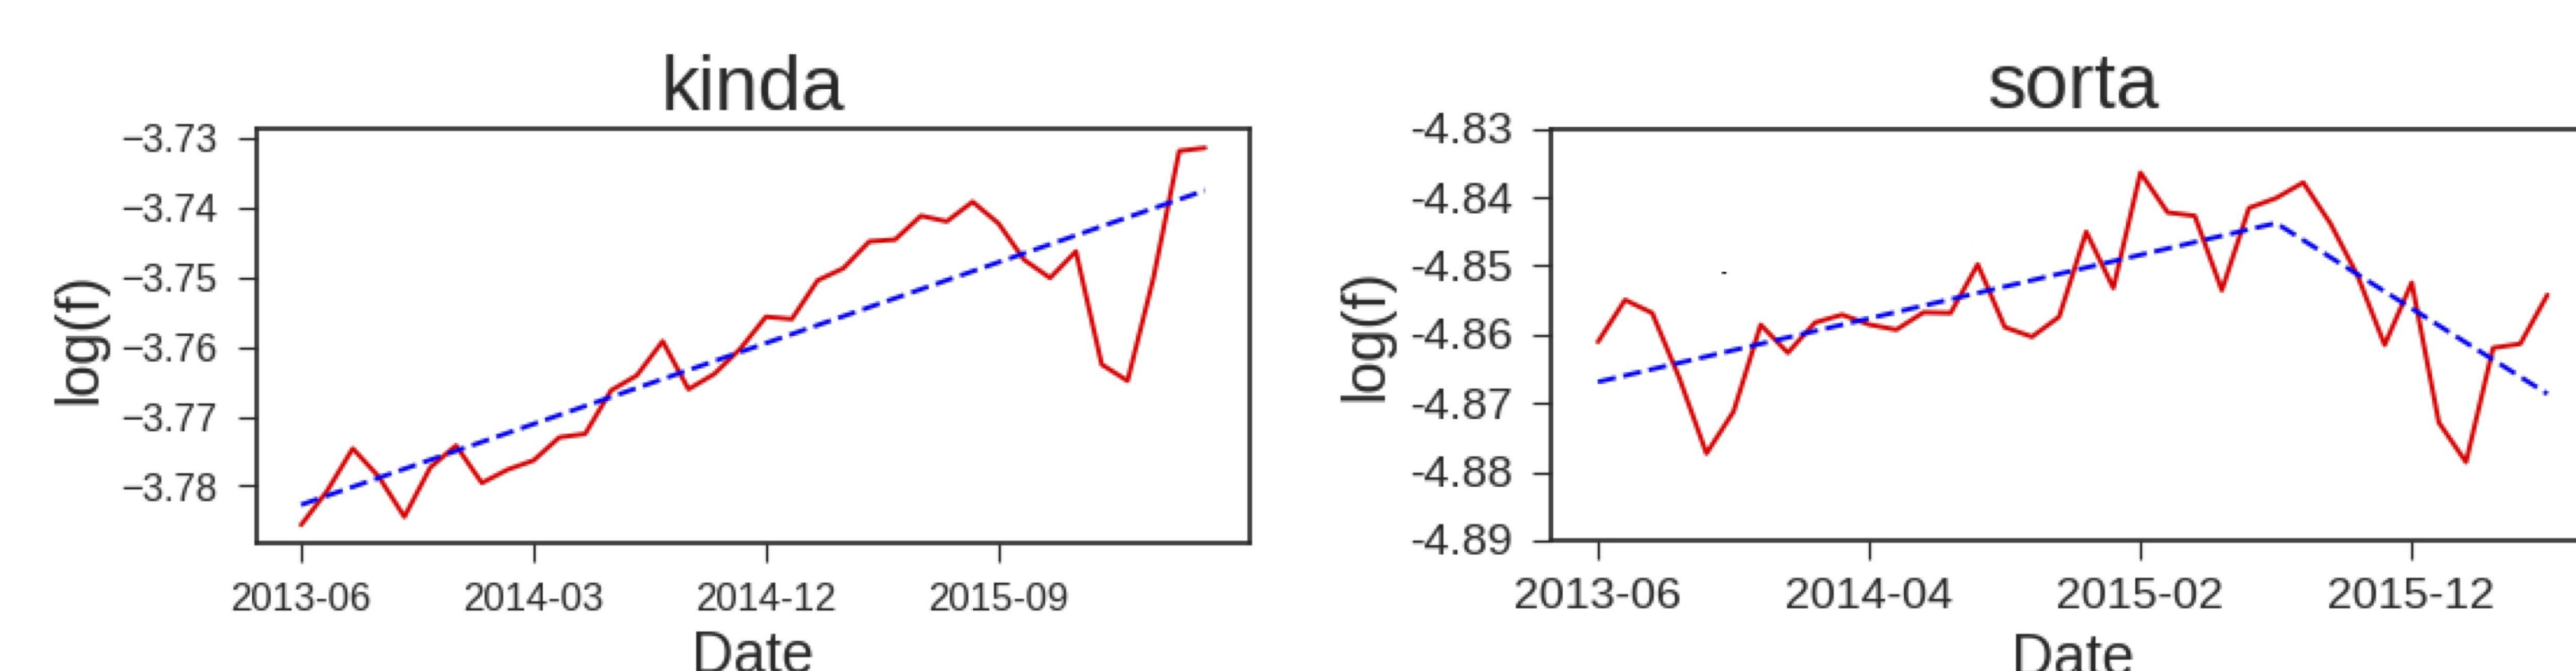 kinda
−3.73
−3.74
−3.75
−3.76
−3.77
−3.78
log(f)
2013-06 2014-03 2014-12 2015-09
Date
sorta
-4.83
-4.84
-4.85
-4.86
-4.87
-4.88
-4.89
log(f)
2013-06 2014-04 2015-02 2015-12
Date